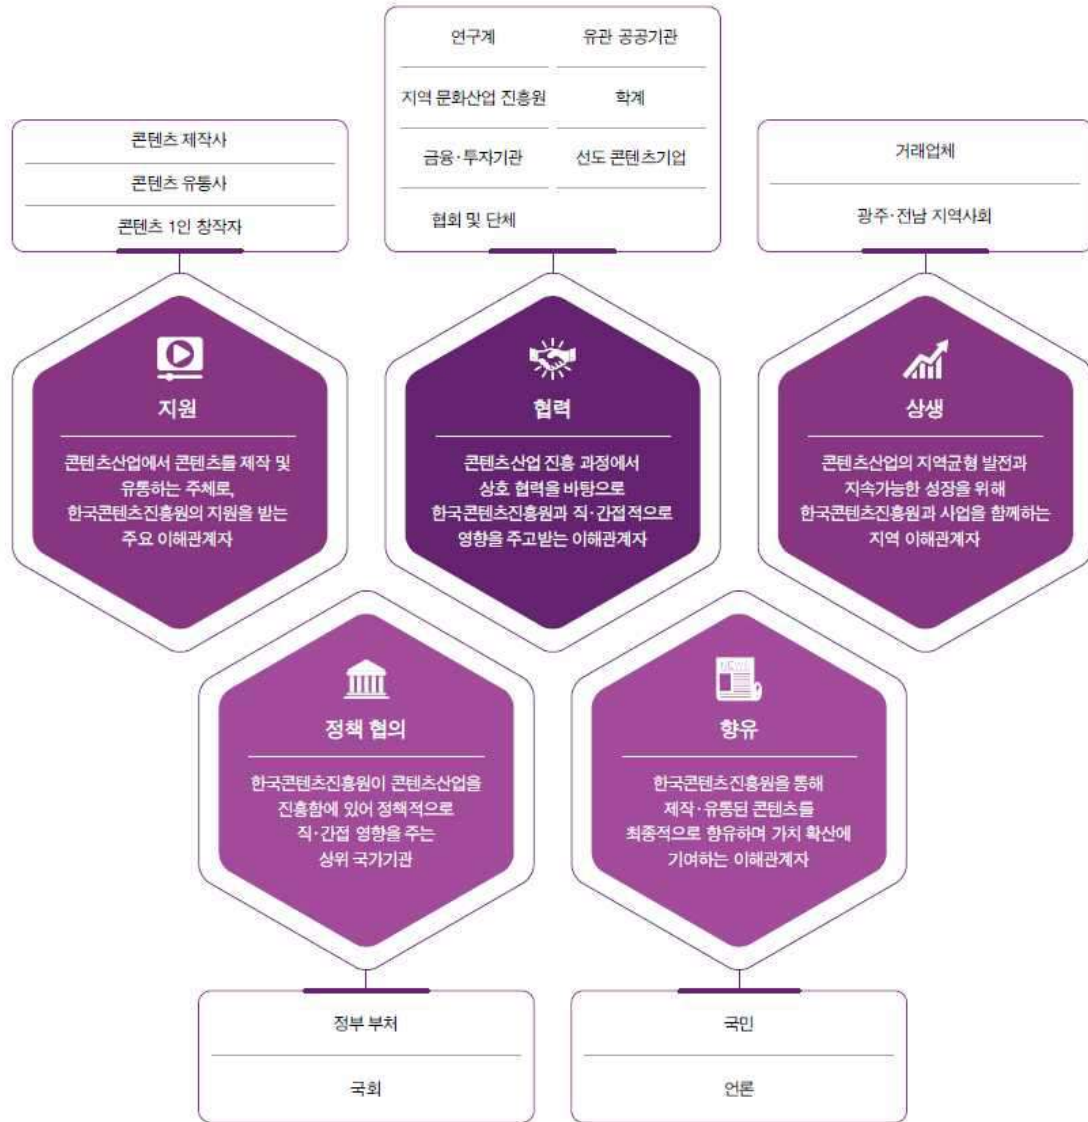 연구계
유관 공공기관
지역 문화산업 진흥원
학계
금융·투자기관
선도 콘텐츠기업
협회 및 단체
콘텐츠 제작사
콘텐츠 유통사
콘텐츠 1인 창작자
거래업체
광주·전남 지역사회
지원
콘텐츠산업에서 콘텐츠를 제작 및
유통하는 주체로,
한국콘텐츠진흥원의 지원을 받는
주요 이해관계자
협력
콘텐츠산업 진흥 과정에서
상호 협력을 바탕으로
한국콘텐츠진흥원과 직·간접적으로
영향을 주고받는 이해관계자
상생
콘텐츠산업의 지역균형 발전과
지속가능한 성장을 위해
한국콘텐츠진흥원과 사업을 함께하는
지역 이해관계자
정책 협의
한국콘텐츠진흥원이 콘텐츠산업을
진흥함에 있어 정책적으로
직·간접 영향을 주는
상위 국가기관
NEWS
향유
한국콘텐츠진흥원을 통해
제작·유통된 콘텐츠를
최종적으로 향유하며 가치 확산에
기여하는 이해관계자
정부 부처
국회
국민
언론